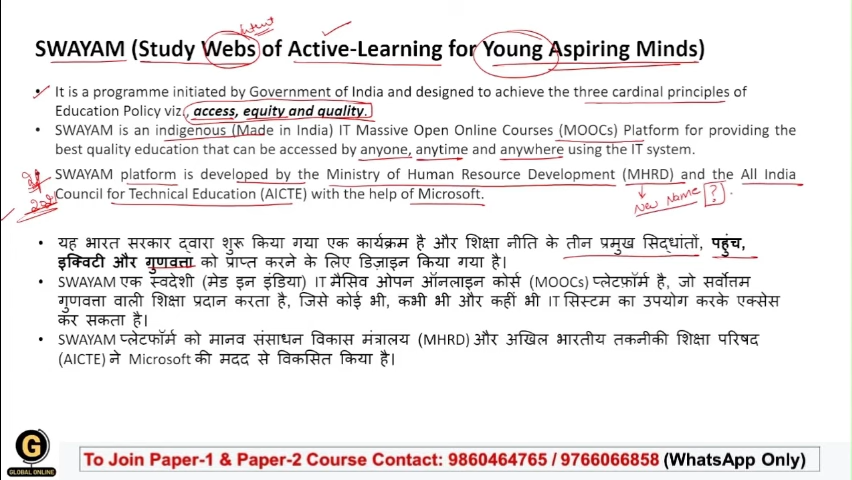 SWAYAM (Study Webs of Active-Learning for Young Aspiring Minds)
• It is a programme initiated by Government of India and designed to achieve the three cardinal principles of
Education Policy viz., access, equity and quality.
• SWAYAM is an indigenous (Made in India) IT Massive Open Online Courses (MOOCs) Platform for providing the
best quality education that can be accessed by anyone, anytime and anywhere using the IT system.
SWAYAM platform is developed by the Ministry of Human Resource Development (MHRD) and the All India
Council for Technical Education (AICTE) with the help of Microsoft.
New Name ?
• यह भारत सरकार द्वारा शुरू किया गया एक कार्यक्रम है और शिक्षा नीति के तीन प्रमुख सिद्धांतों, पहुंच,
इक्विटी और गुणवत्ता को प्राप्त करने के लिए डिज़ाइन किया गया है।
• SWAYAM एक स्वदेशी (मेड इन इंडिया) IT मैसिव ओपन ऑनलाइन कोर्स (MOOCs) प्लेटफ़ॉर्म है, जो सर्वोत्तम
गुणवत्ता वाली शिक्षा प्रदान करता है, जिसे कोई भी, कभी भी और कहीं भी IT सिस्टम का उपयोग करके एक्सेस
कर सकता है।
• SWAYAM प्लेटफॉर्म को मानव संसाधन विकास मंत्रालय (MHRD) और अखिल भारतीय तकनीकी शिक्षा परिषद
(AICTE) ने Microsoft की मदद से विकसित किया है।
G
GLOBAL ONLINE
To Join Paper-1 & Paper-2 Course Contact: 9860464765 / 9766066858 (WhatsApp Only)